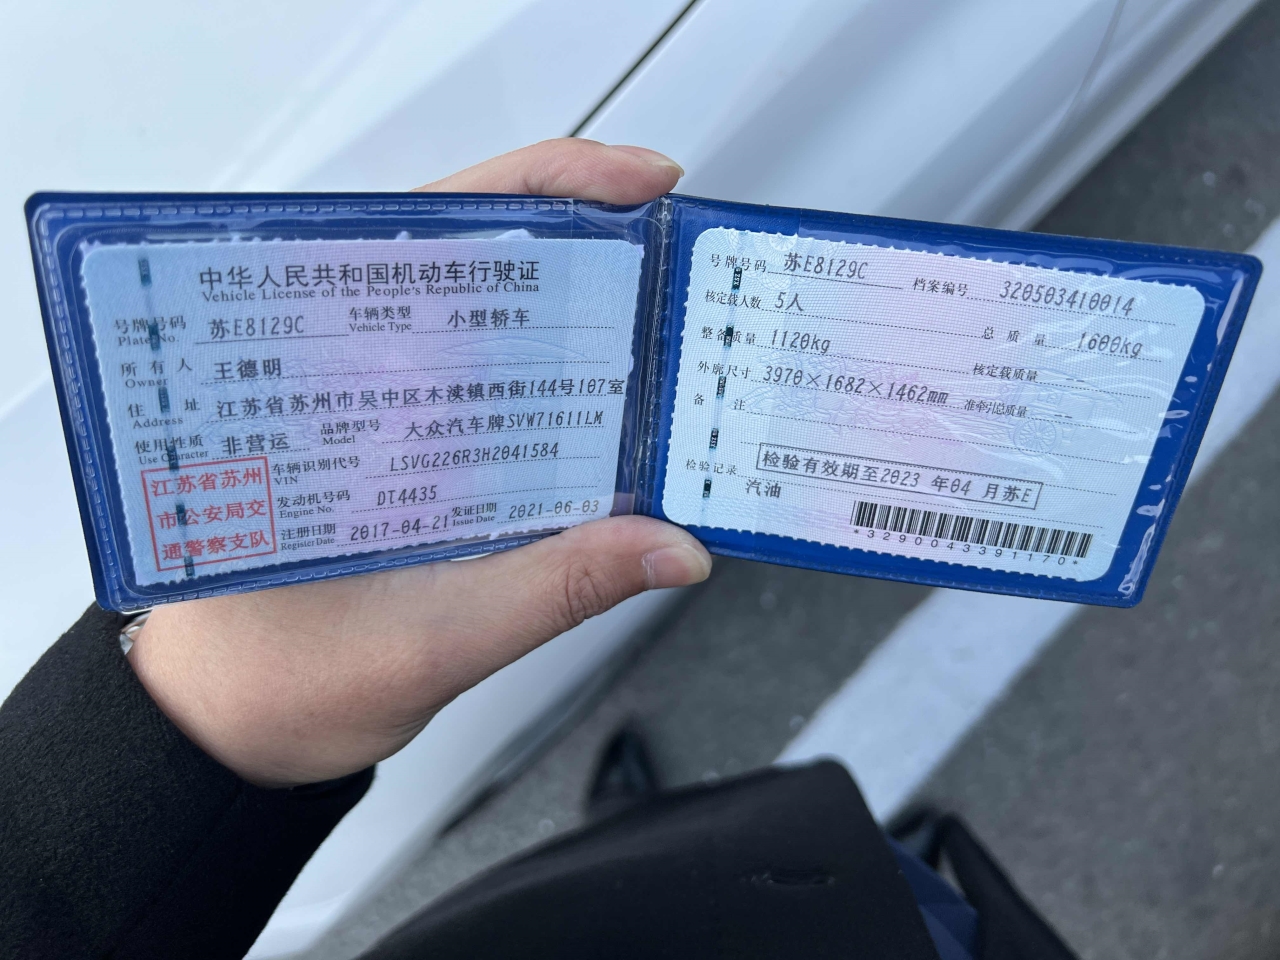 中华人民共和国机动车行驶证
Vehicle License of the People's Republic of China
号牌号码 苏E8129C 车辆类型 小型轿车
Plate No. Vehicle Type
所有人 王德明
Owner
住址 江苏省苏州市吴中区木渎镇西街144号107室
Address
使用性质 非营运 品牌型号 大众汽车牌SVW71611LM
Use Character Model
江苏省苏州
市公安局交
通警察支队
车辆识别代号 LSVG226R3H2041584
VIN
发动机号码 DT4435
Engine No.
注册日期 2017-04-21 发证日期 2021-06-03
Register Date Issue Date
号牌号码 苏E8129C 档案编号 320503410014
核定载人数 5人 总质量 1600kg
整备质量 1120kg 核定载质量 --
外廓尺寸 3970×1682×1462mm 准牵引总质量 --
备注
检验记录 检验有效期至2023 年04 月苏E
汽油
*3290043391170*